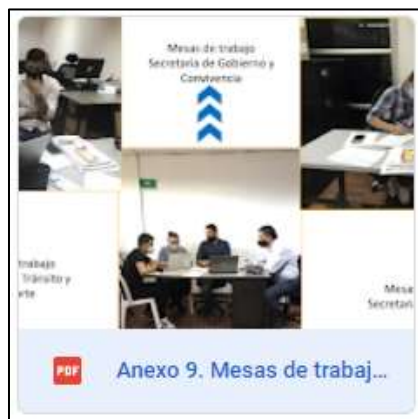 Mesas de trabajo
Secretaría de Gobierno y
Convivencia
trabajo
Tránsito y
rte
Mesa
Secretar
PDF
Anexo 9. Mesas de trabaj...